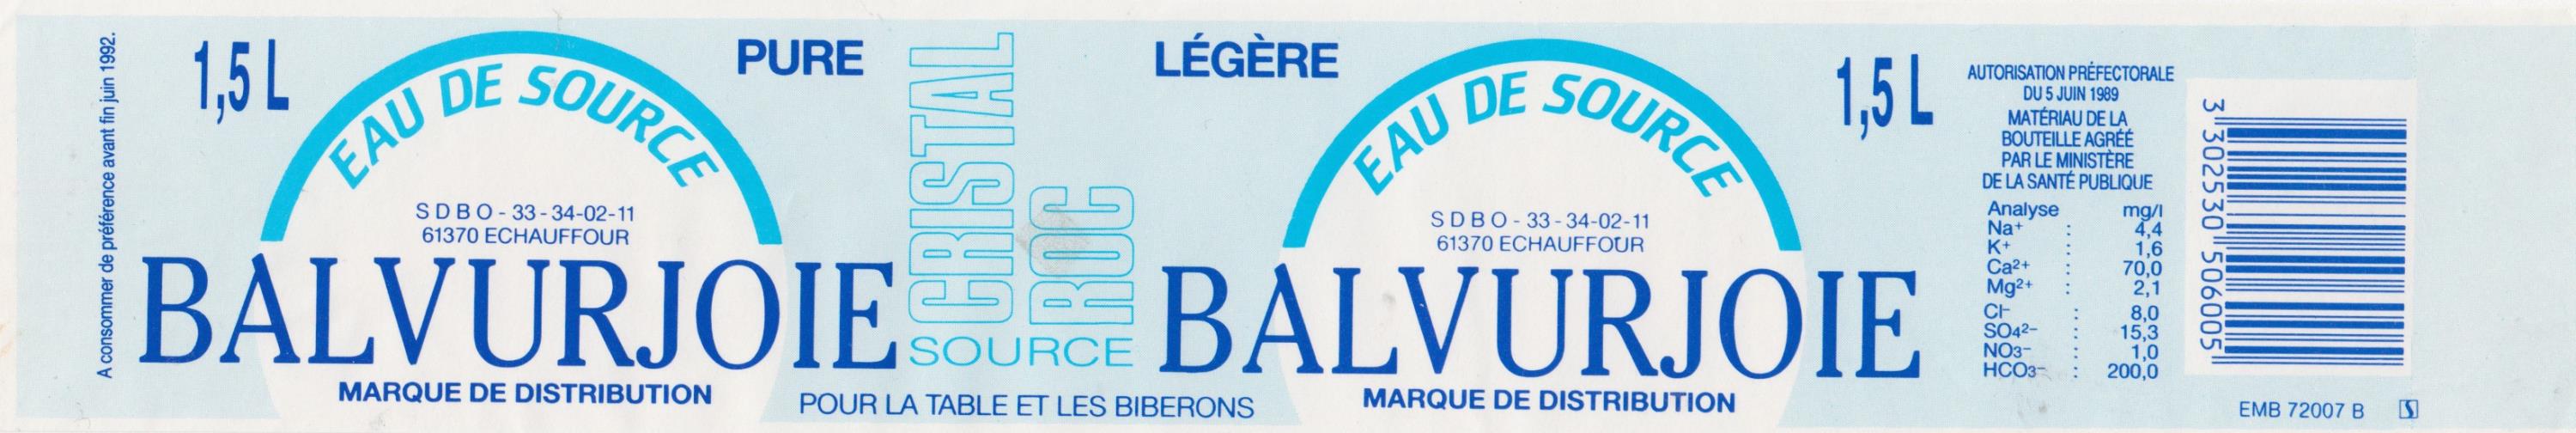 A consommer de préférence avant fin juin 1992.
1,5 L
EAU DE SOURCE
S D B O - 33 - 34-02-11
61370 ECHAUFFOUR
BALVURJOIE
MARQUE DE DISTRIBUTION
PURE
CRISTAL
ROC
SOURCE
LÉGÈRE
POUR LA TABLE ET LES BIBERONS
EAU DE SOURCE
S D B O - 33 - 34-02-11
61370 ECHAUFFOUR
BALVURJOIE
MARQUE DE DISTRIBUTION
1,5 L
AUTORISATION PRÉFECTORALE
DU 5 JUIN 1989
MATÉRIAU DE LA
BOUTEILLE AGRÉÉ
PAR LE MINISTÈRE
DE LA SANTÉ PUBLIQUE
Analyse mg/l
Na+ : 4,4
K+ : 1,6
Ca2+ : 70,0
Mg2+ : 2,1
Cl- : 8,0
SO42- : 15,3
NO3- : 1,0
HCO3- : 200,0
3 302530 506005
EMB 72007 B
S